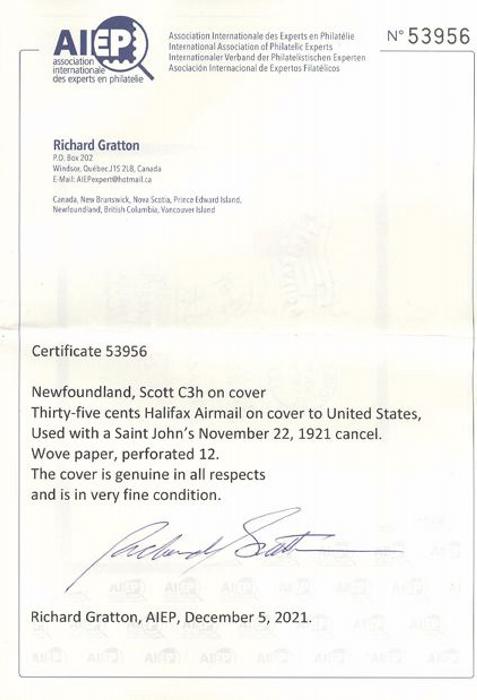 AIEP
association
internationale
des experts en philatélie
Association Internationale des Experts en Philatélie
International Association of Philatelic Experts
Internationaler Verband der Philatelistischen Experten
Asociación Internacional de Expertos Filatélicos
N° 53956
Richard Gratton
P.O. Box 202
Windsor, Québec J1S 2L8, Canada
E-Mail: AIEPexpert@hotmail.ca
Canada, New Brunswick, Nova Scotia, Prince Edward Island,
Newfoundland, British Columbia, Vancouver Island
Certificate 53956
Newfoundland, Scott C3h on cover
Thirty-five cents Halifax Airmail on cover to United States,
Used with a Saint John's November 22, 1921 cancel.
Wove paper, perforated 12.
The cover is genuine in all respects
and is in very fine condition.
Richard Gratton, AIEP, December 5, 2021.